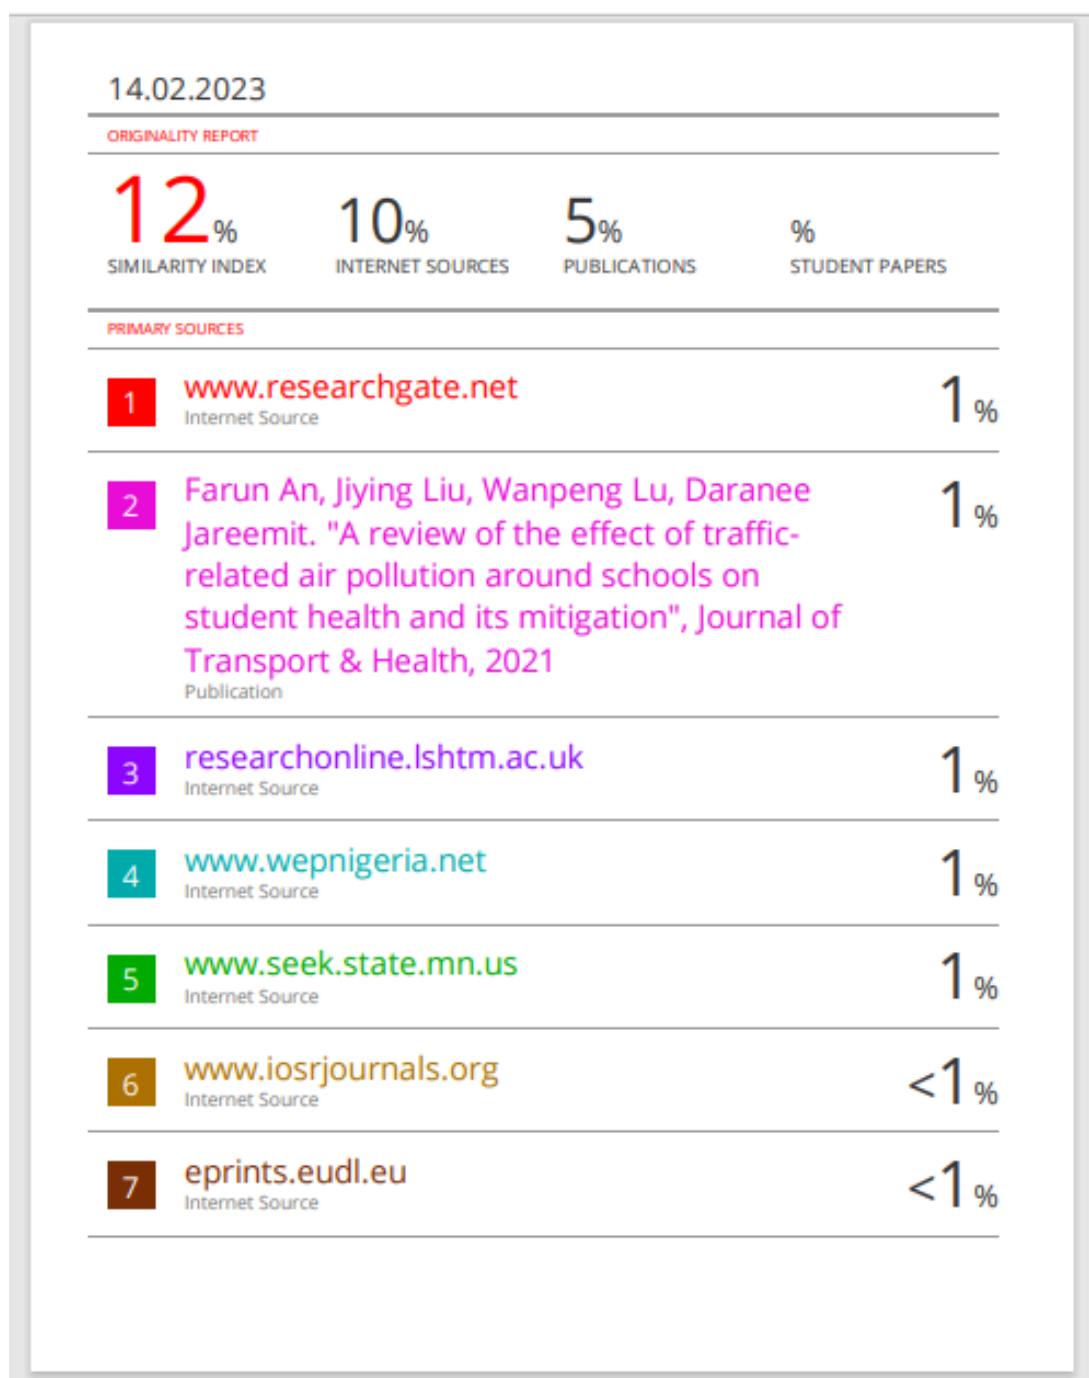 14.02.2023
ORIGINALITY REPORT
12% 10% 5% %
SIMILARITY INDEX INTERNET SOURCES PUBLICATIONS STUDENT PAPERS
PRIMARY SOURCES
1 www.researchgate.net 1%
Internet Source
2 Farun An, Jiying Liu, Wanpeng Lu, Daranee 1%
Jareemit. "A review of the effect of traffic-
related air pollution around schools on
student health and its mitigation", Journal of
Transport & Health, 2021
Publication
3 researchonline.lshtm.ac.uk 1%
Internet Source
4 www.wepnigeria.net 1%
Internet Source
5 www.seek.state.mn.us 1%
Internet Source
6 www.iosrjournals.org <1%
Internet Source
7 eprints.eudl.eu <1%
Internet Source